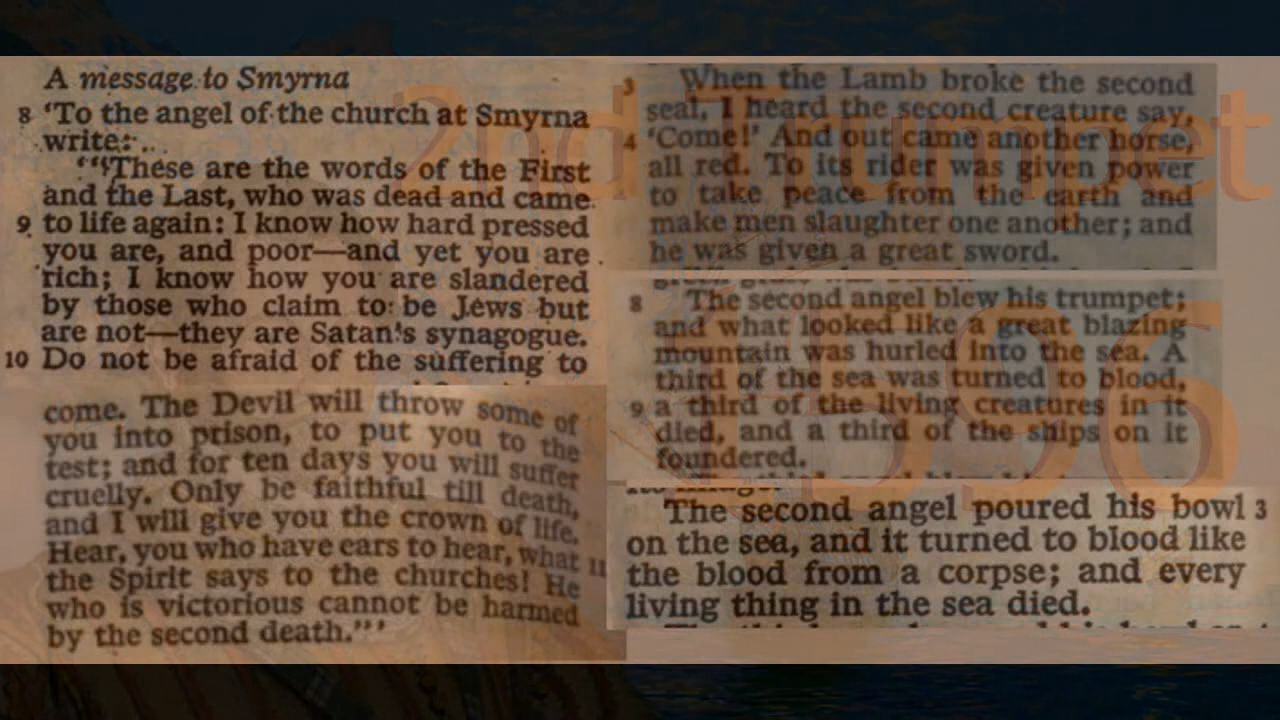 A message to Smyrna
8 ‘To the angel of the church at Smyrna
write:
‘“These are the words of the First
and the Last, who was dead and came
9 to life again: I know how hard pressed
you are, and poor—and yet you are
rich; I know how you are slandered
by those who claim to be Jews but
are not—they are Satan's synagogue.
10 Do not be afraid of the suffering to
come. The Devil will throw some of
you into prison, to put you to the
test; and for ten days you will suffer
cruelly. Only be faithful till death,
and I will give you the crown of life.
Hear, you who have ears to hear, what 11
the Spirit says to the churches! He
who is victorious cannot be harmed
by the second death.”’
3 When the Lamb broke the second
seal, I heard the second creature say,
4 ‘Come!’ And out came another horse,
all red. To its rider was given power
to take peace from the earth and
make men slaughter one another; and
he was given a great sword.
8 The second angel blew his trumpet;
and what looked like a great blazing
mountain was hurled into the sea. A
third of the sea was turned to blood,
9 a third of the living creatures in it
died, and a third of the ships on it
foundered.
The second angel poured his bowl 3
on the sea, and it turned to blood like
the blood from a corpse; and every
living thing in the sea died.
2nd Trumpet
1596